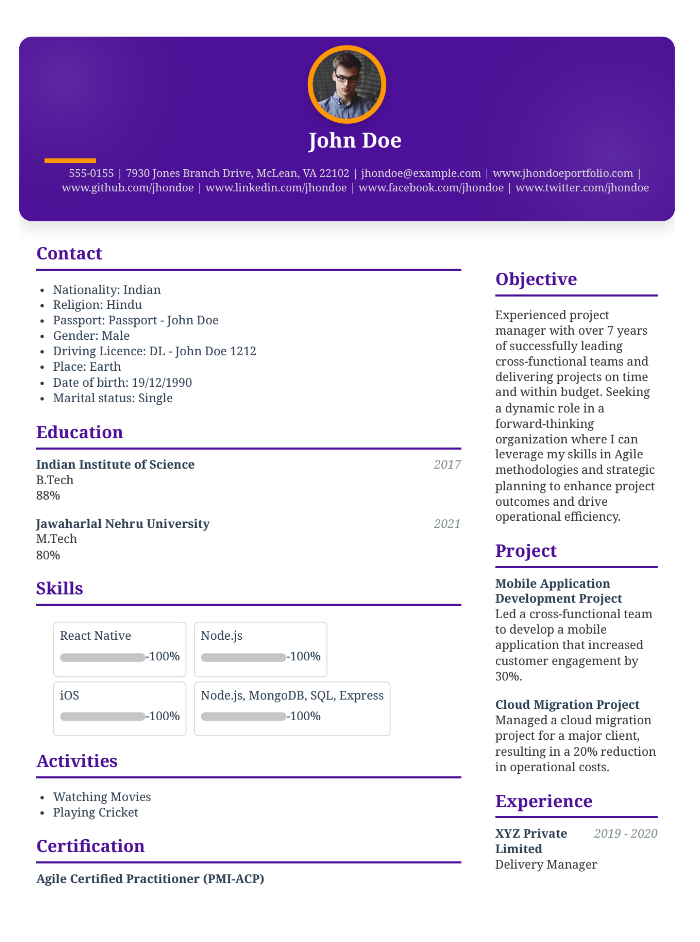 John Doe
555-0155 | 7930 Jones Branch Drive, McLean, VA 22102 | jhondoe@example.com | www.jhondoeportfolio.com |
www.github.com/jhondoe | www.linkedin.com/jhondoe | www.facebook.com/jhondoe | www.twitter.com/jhondoe
Contact
• Nationality: Indian
• Religion: Hindu
• Passport: Passport - John Doe
• Gender: Male
• Driving Licence: DL - John Doe 1212
• Place: Earth
• Date of birth: 19/12/1990
• Marital status: Single
Education
Indian Institute of Science 2017
B.Tech
88%
Jawaharlal Nehru University 2021
M.Tech
80%
Skills
React Native
-100%
Node.js
-100%
iOS
-100%
Node.js, MongoDB, SQL, Express
-100%
Activities
• Watching Movies
• Playing Cricket
Certification
Agile Certified Practitioner (PMI-ACP)
Objective
Experienced project
manager with over 7 years
of successfully leading
cross-functional teams and
delivering projects on time
and within budget. Seeking
a dynamic role in a
forward-thinking
organization where I can
leverage my skills in Agile
methodologies and strategic
planning to enhance project
outcomes and drive
operational efficiency.
Project
Mobile Application
Development Project
Led a cross-functional team
to develop a mobile
application that increased
customer engagement by
30%.
Cloud Migration Project
Managed a cloud migration
project for a major client,
resulting in a 20% reduction
in operational costs.
Experience
XYZ Private 2019 - 2020
Limited
Delivery Manager